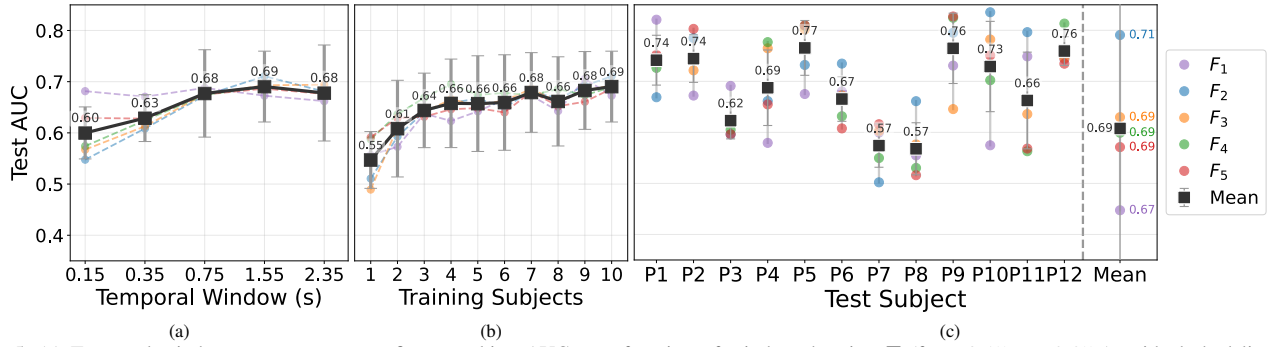 Test AUC
0.8
0.7
0.6
0.5
0.4
0.60
0.63
0.68
0.69
0.68
0.15
0.35
0.75
1.55
2.35
Temporal Window (s)
(a)
0.55
0.61
0.64
0.66
0.66
0.66
0.68
0.66
0.68
0.69
1 2 3 4 5 6 7 8 9 10
Training Subjects
(b)
0.74
0.74
0.62
0.69
0.77
0.67
0.57
0.57
0.76
0.73
0.66
0.76
0.69
0.71
0.69
0.69
0.69
0.67
P1 P2 P3 P4 P5 P6 P7 P8 P9 P10 P11 P12 Mean
Test Subject
(c)
F1
F2
F3
F4
F5
Mean